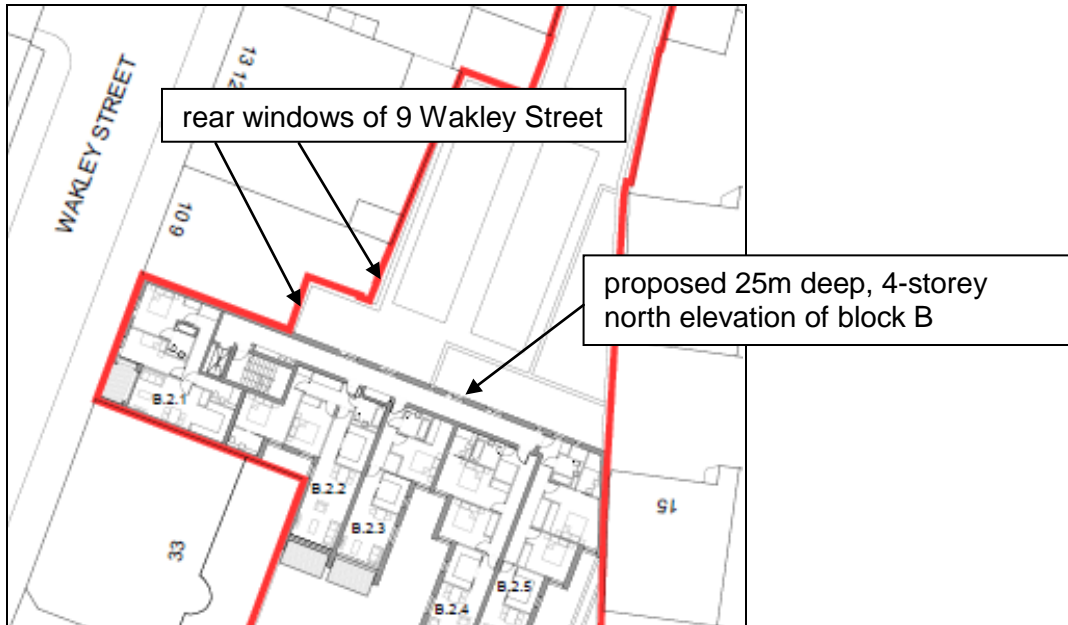 13 12
WAKLEY STREET
rear windows of 9 Wakley Street
10 9
proposed 25m deep, 4-storey
north elevation of block B
B.2.1
B.2.2
B.2.3
15
33
B.2.4
B.2.5